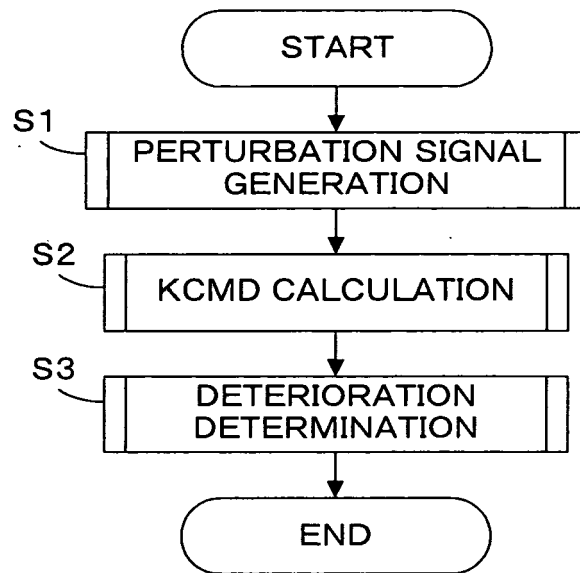 START
S1
PERTURBATION SIGNAL
GENERATION
S2
KCMD CALCULATION
S3
DETERIORATION
DETERMINATION
END